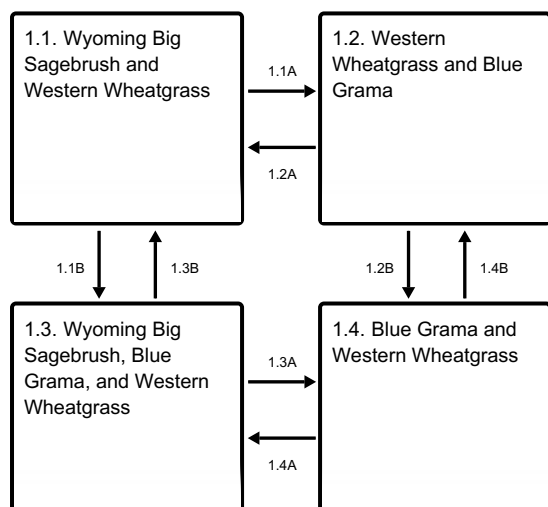 1.1. Wyoming Big
Sagebrush and
Western Wheatgrass
1.1A
1.2. Western
Wheatgrass and Blue
Grama
1.2A
1.1B
1.3B
1.2B
1.4B
1.3. Wyoming Big
Sagebrush, Blue
Grama, and Western
Wheatgrass
1.3A
1.4. Blue Grama and
Western Wheatgrass
1.4A